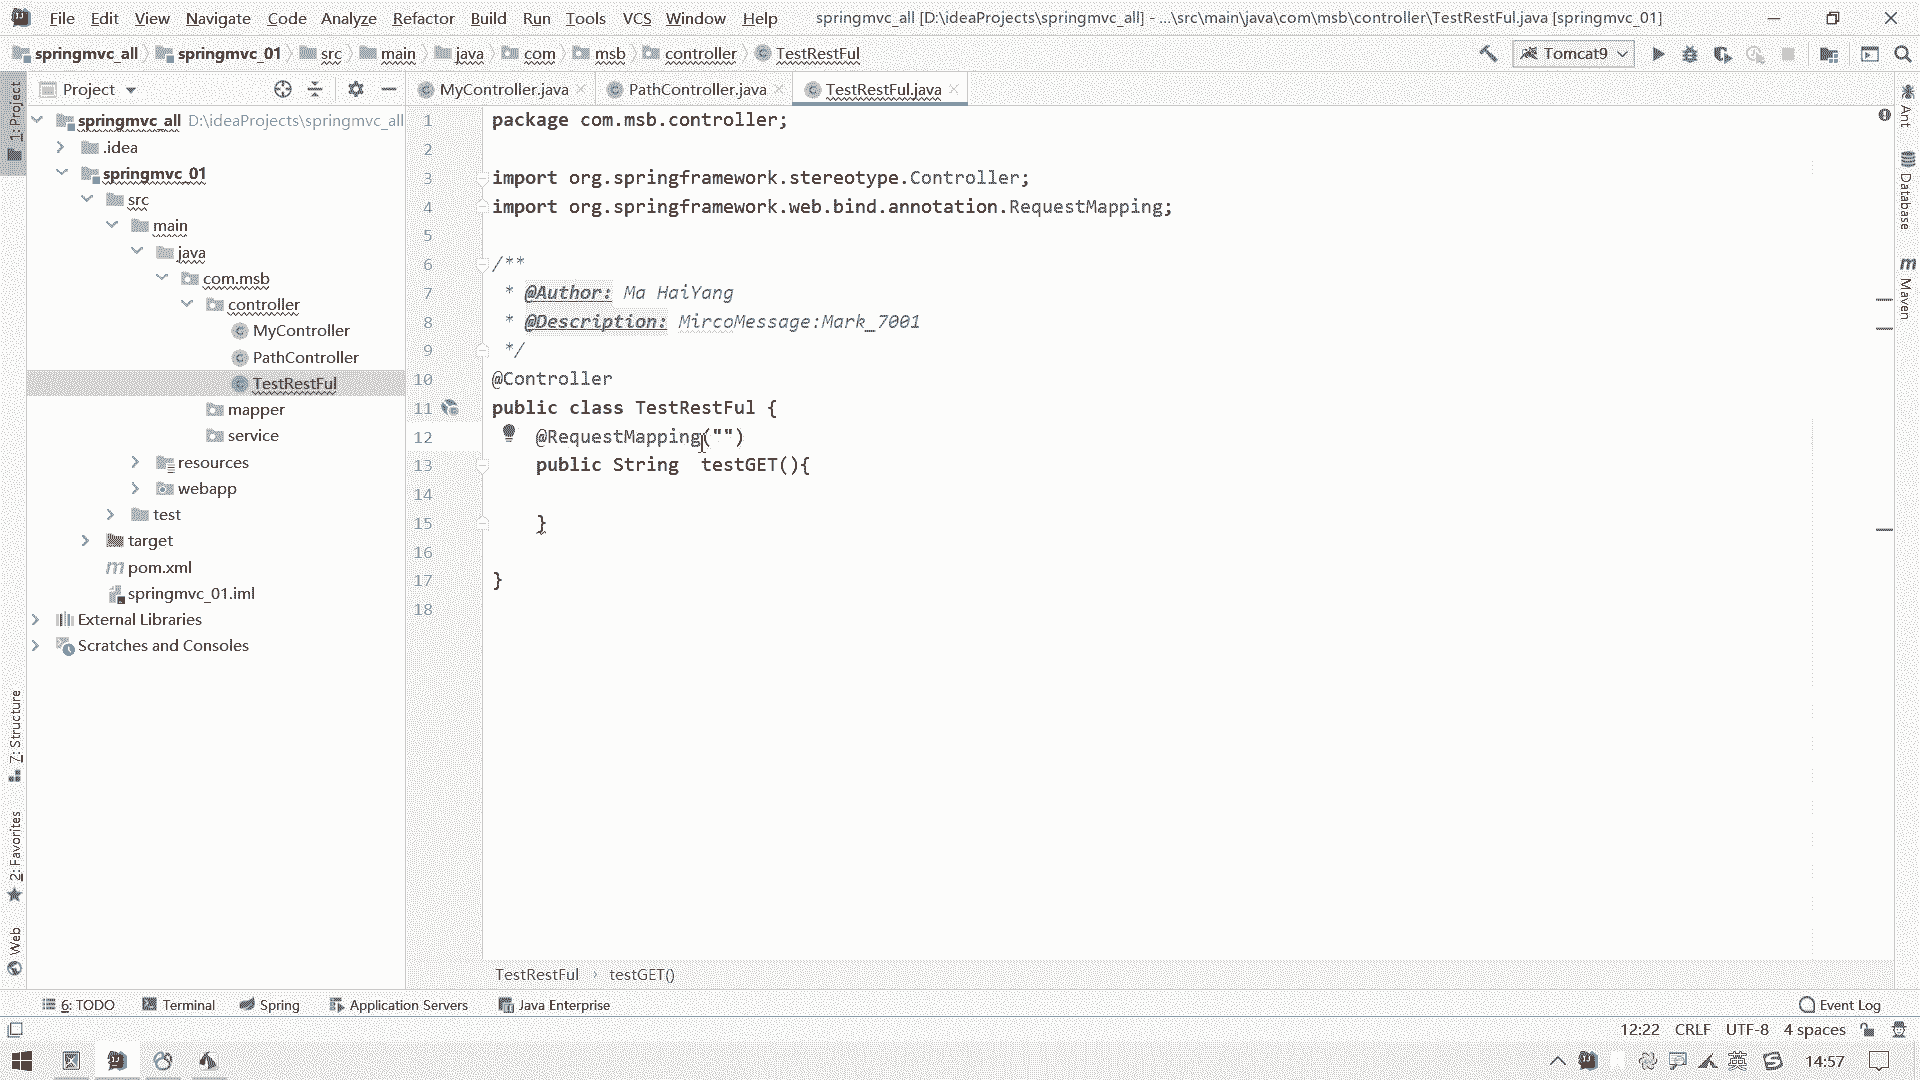 File Edit View Navigate Code Analyze Refactor Build Run Tools VCS Window Help springmvc_all [D:\ideaProjects\springmvc_all] - ...\src\main\java\com\msb\controller\TestRestFul.java [springmvc_01]
springmvc_all springmvc_01 src main java com msb controller TestRestFul Tomcat9
Project MyController.java PathController.java TestRestFul.java
1: Project
springmvc_all D:\ideaProjects\springmvc_all
.idea
springmvc_01
src
main
java
com.msb
controller
MyController
PathController
TestRestFul
mapper
service
resources
webapp
test
target
pom.xml
springmvc_01.iml
External Libraries
Scratches and Consoles
7: Structure
2: Favorites
Web
1 package com.msb.controller;
2
3 import org.springframework.stereotype.Controller;
4 import org.springframework.web.bind.annotation.RequestMapping;
5
6 /**
7 * @Author: Ma HaiYang
8 * @Description: MircoMessage:Mark_7001
9 */
10 @Controller
11 public class TestRestFul {
12 @RequestMapping("")
13 public String testGET(){
14
15 }
16
17 }
18
Ant
Database
Maven
TestRestFul › testGET()
6: TODO Terminal Spring Application Servers Java Enterprise Event Log
12:22 CRLF UTF-8 4 spaces
英 14:57